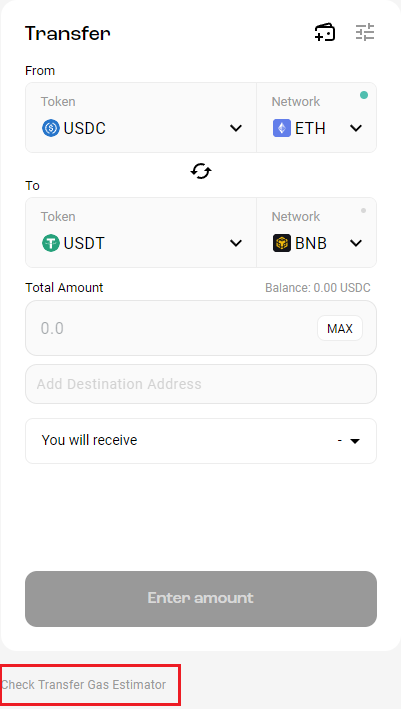 Transfer
From
Token
USDC
Network
ETH
To
Token
USDT
Network
BNB
Total Amount
Balance: 0.00 USDC
0.0
MAX
Add Destination Address
You will receive
-
Enter amount
Check Transfer Gas Estimator